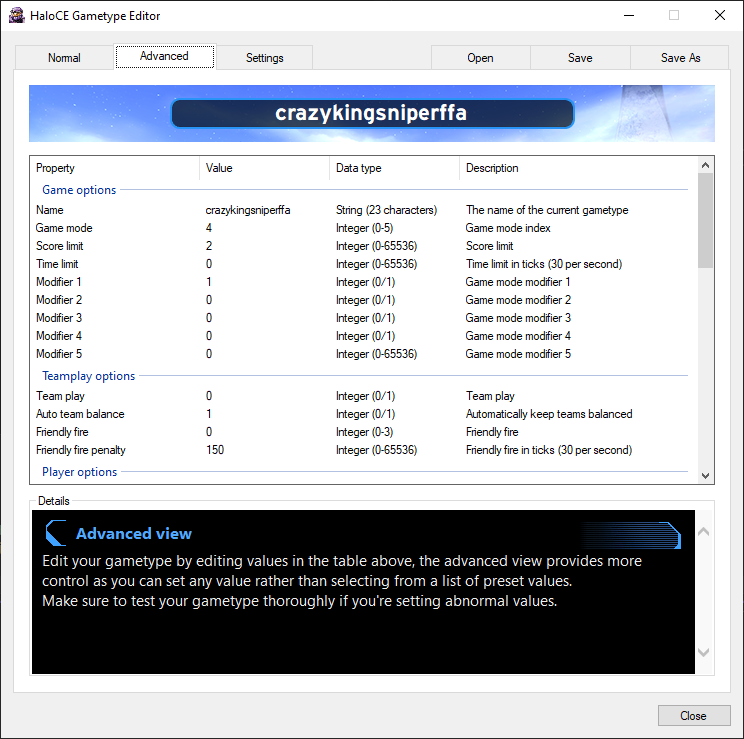 HaloCE Gametype Editor
Normal Advanced Settings Open Save Save As
crazykingsniperffa
Property Value Data type Description
Game options
Name crazykingsniperffa String (23 characters) The name of the current gametype
Game mode 4 Integer (0-5) Game mode index
Score limit 2 Integer (0-65536) Score limit
Time limit 0 Integer (0-65536) Time limit in ticks (30 per second)
Modifier 1 1 Integer (0/1) Game mode modifier 1
Modifier 2 0 Integer (0/1) Game mode modifier 2
Modifier 3 0 Integer (0/1) Game mode modifier 3
Modifier 4 0 Integer (0/1) Game mode modifier 4
Modifier 5 0 Integer (0-65536) Game mode modifier 5
Teamplay options
Team play 0 Integer (0/1) Team play
Auto team balance 1 Integer (0/1) Automatically keep teams balanced
Friendly fire 0 Integer (0-3) Friendly fire
Friendly fire penalty 150 Integer (0-65536) Friendly fire in ticks (30 per second)
Player options
Details
Advanced view
Edit your gametype by editing values in the table above, the advanced view provides more
control as you can set any value rather than selecting from a list of preset values.
Make sure to test your gametype thoroughly if you're setting abnormal values.
Close